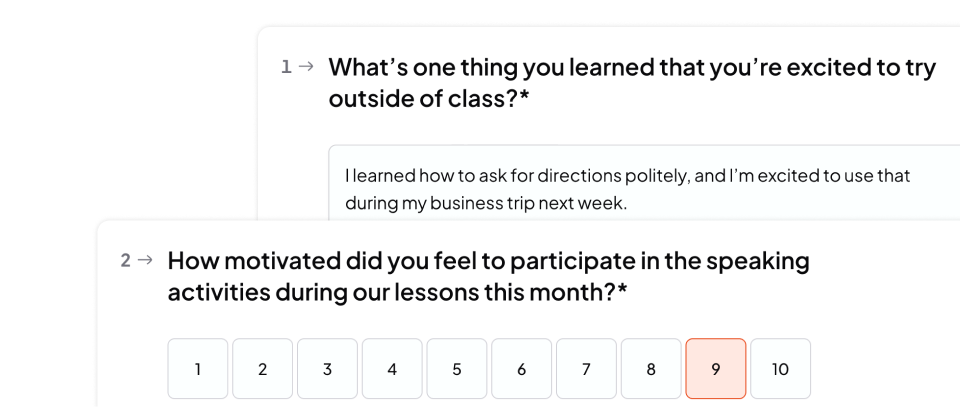 1 → What’s one thing you learned that you’re excited to try
outside of class?*
I learned how to ask for directions politely, and I’m excited to use that
during my business trip next week.
2 → How motivated did you feel to participate in the speaking
activities during our lessons this month?*
1 2 3 4 5 6 7 8 9 10